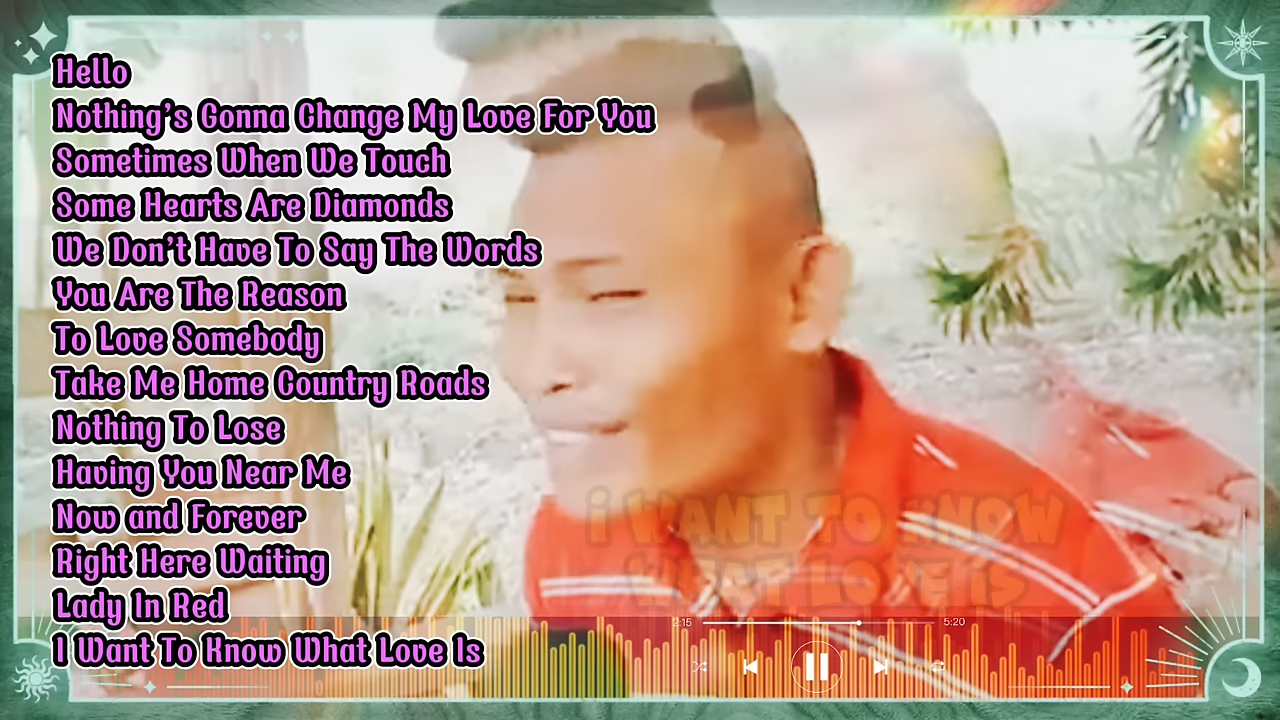 Hello
Nothing's Gonna Change My Love For You
Sometimes When We Touch
Some Hearts Are Diamonds
We Don't Have To Say The Words
You Are The Reason
To Love Somebody
Take Me Home Country Roads
Nothing To Lose
Having You Near Me
Now and Forever
Right Here Waiting
Lady In Red
I Want To Know What Love Is
I WANT TO KNOW
WHAT LOVE IS
2:15 5:20